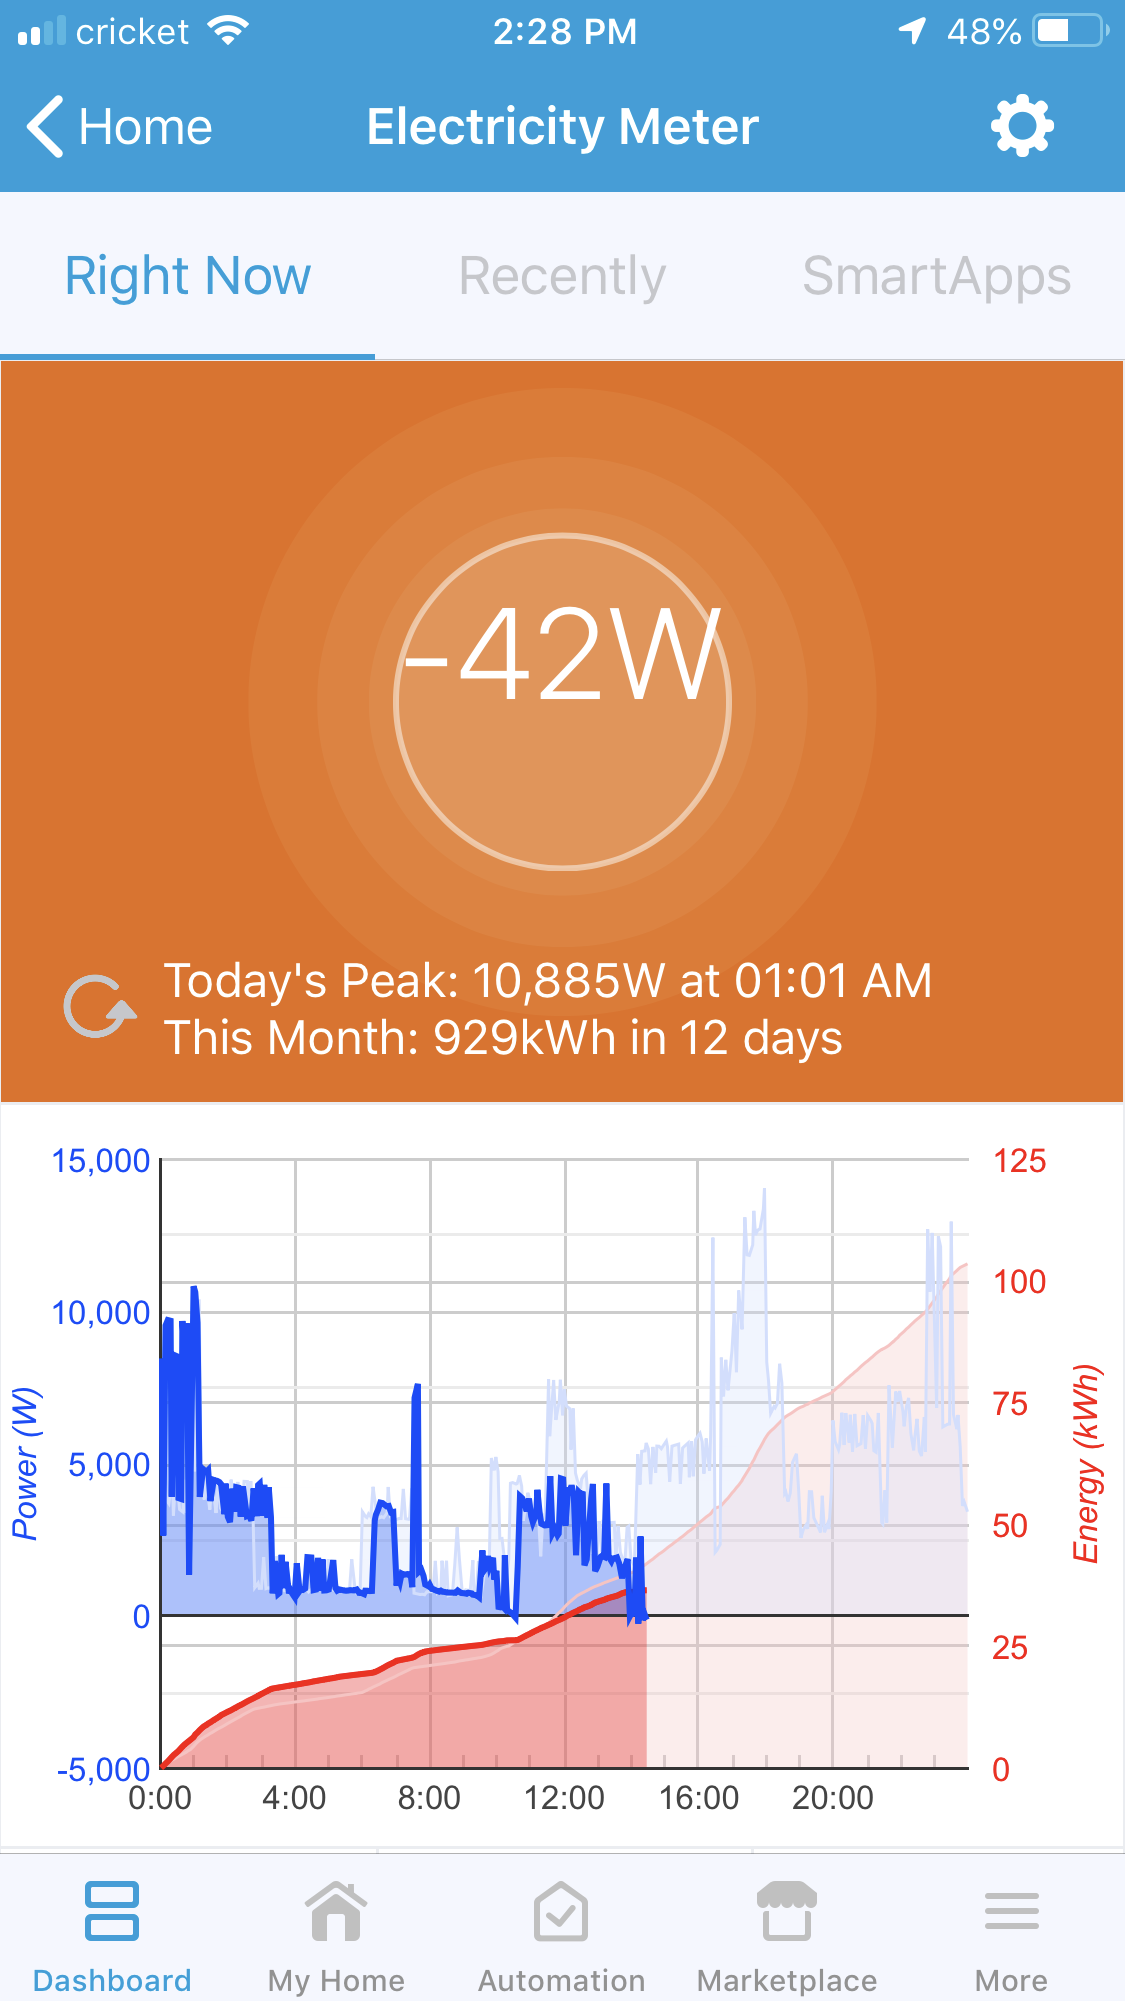 cricket 2:28 PM 48%
Home Electricity Meter
Right Now Recently SmartApps
-42W
Today's Peak: 10,885W at 01:01 AM
This Month: 929kWh in 12 days
15,000 125
10,000 100
75
5,000
50
0
25
-5,000 0
Power (W)
Energy (kWh)
0:00 4:00 8:00 12:00 16:00 20:00
Dashboard My Home Automation Marketplace More